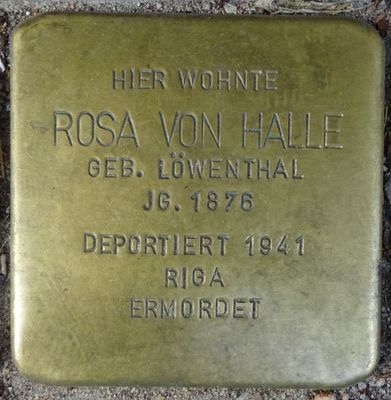 HIER WOHNTE
ROSA VON HALLE
GEB. LÖWENTHAL
JG. 1876
DEPORTIERT 1941
RIGA
ERMORDET